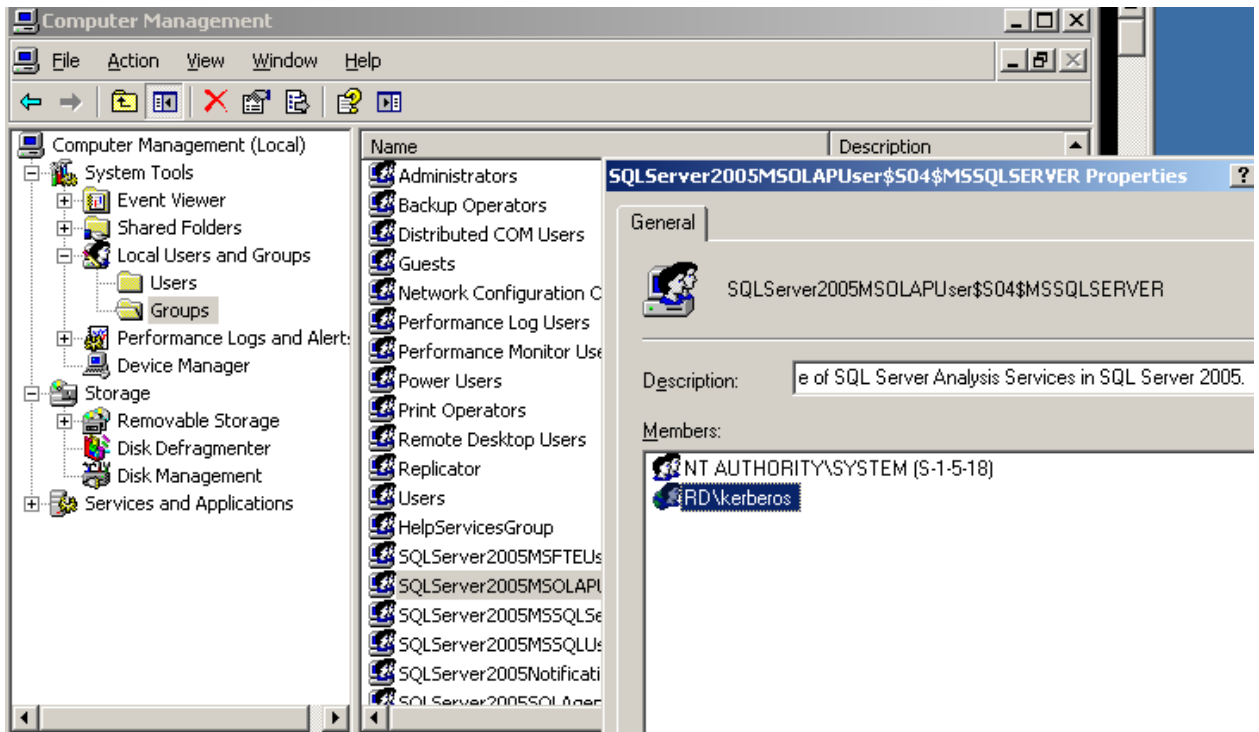 Computer Management
File Action View Window Help
Computer Management (Local)
System Tools
Event Viewer
Shared Folders
Local Users and Groups
Users
Groups
Performance Logs and Alert:
Device Manager
Storage
Removable Storage
Disk Defragmenter
Disk Management
Services and Applications
Name Description
Administrators
Backup Operators
Distributed COM Users
Guests
Network Configuration C
Performance Log Users
Performance Monitor Use
Power Users
Print Operators
Remote Desktop Users
Replicator
Users
HelpServicesGroup
SQLServer2005MSFTEUs
SQLServer2005MSOLAPU
SQLServer2005MSSQLSe
SQLServer2005MSSQLUs
SQLServer2005Notificati
SQLServer2005SQLAgen
SQLServer2005MSOLAPUser$S04$MSSQLSERVER Properties ?
General
SQLServer2005MSOLAPUser$S04$MSSQLSERVER
Description: e of SQL Server Analysis Services in SQL Server 2005.
Members:
NT AUTHORITY\SYSTEM (S-1-5-18)
RD\kerberos